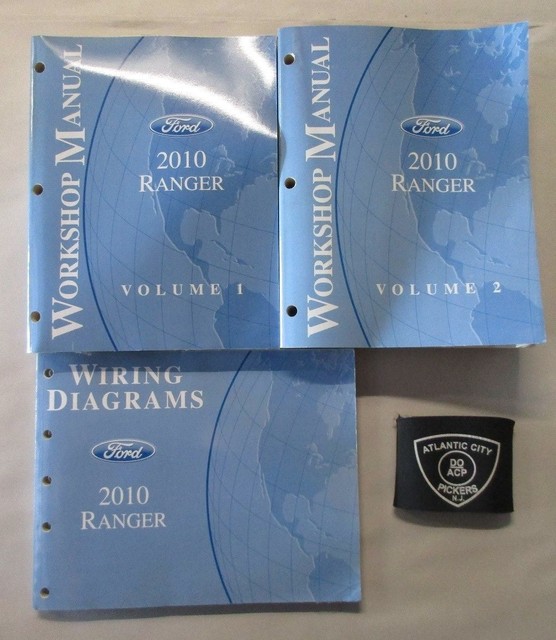 WORKSHOP MANUAL
Ford
2010
RANGER
VOLUME 1
WORKSHOP MANUAL
Ford
2010
RANGER
VOLUME 2
WIRING
DIAGRAMS
Ford
2010
RANGER
ATLANTIC CITY
DO
ACP
PICKERS
N.J.